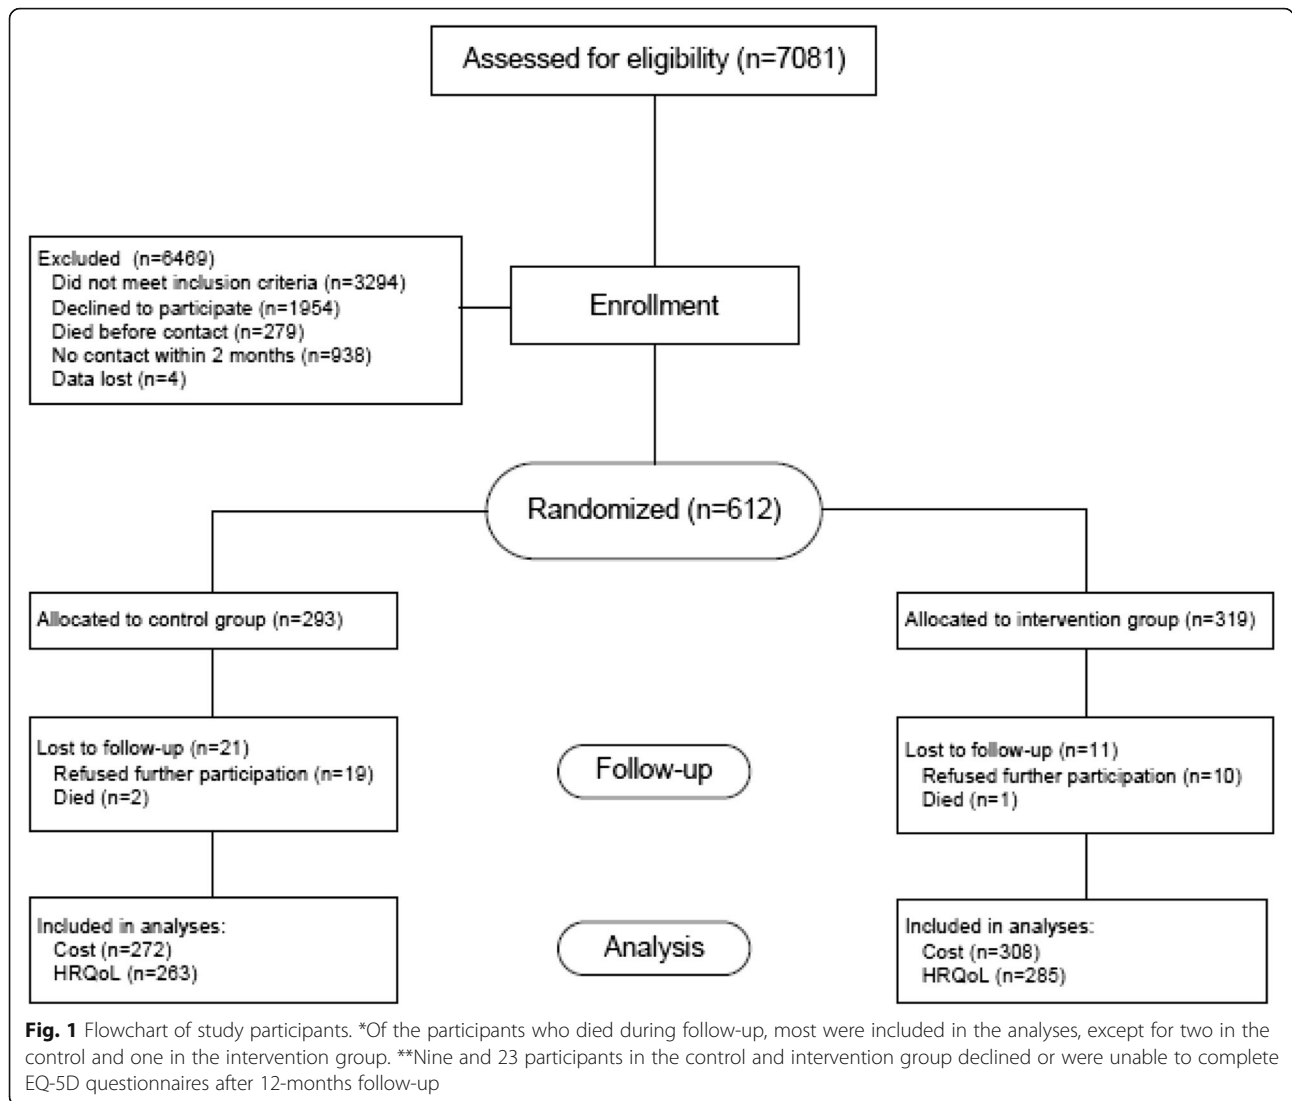 Assessed for eligibility (n=7081)
Excluded (n=6469)
Did not meet inclusion criteria (n=3294)
Declined to participate (n=1954)
Died before contact (n=279)
No contact within 2 months (n=938)
Data lost (n=4)
Enrollment
Randomized (n=612)
Allocated to control group (n=293)
Allocated to intervention group (n=319)
Lost to follow-up (n=21)
Refused further participation (n=19)
Died (n=2)
Follow-up
Lost to follow-up (n=11)
Refused further participation (n=10)
Died (n=1)
Included in analyses:
Cost (n=272)
HRQoL (n=263)
Analysis
Included in analyses:
Cost (n=308)
HRQoL (n=285)
Fig. 1 Flowchart of study participants. *Of the participants who died during follow-up, most were included in the analyses, except for two in the
control and one in the intervention group. **Nine and 23 participants in the control and intervention group declined or were unable to complete
EQ-5D questionnaires after 12-months follow-up